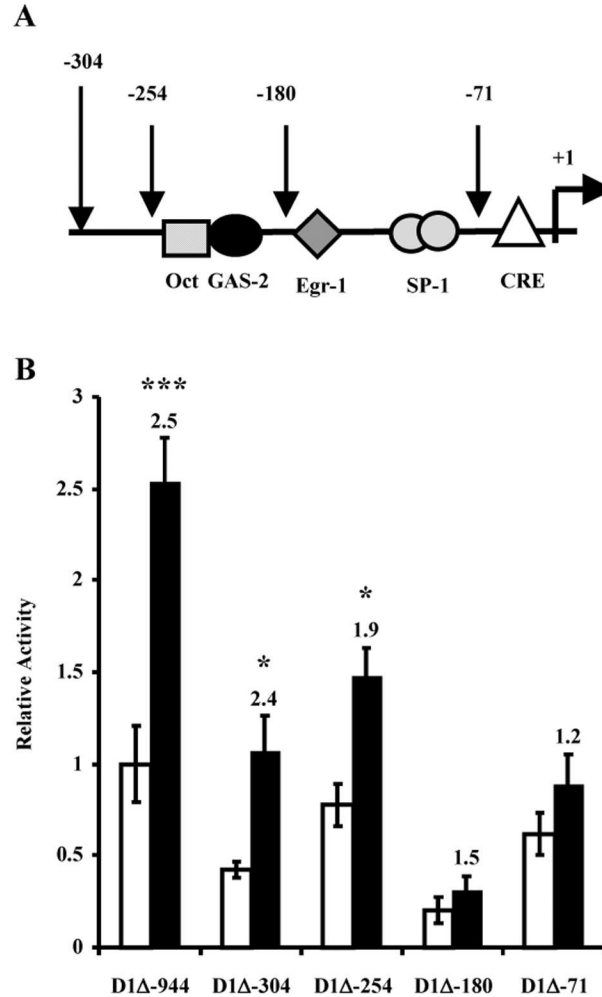 A
-304
-254
-180
-71
+1
Oct GAS-2
Egr-1
SP-1
CRE
B
Relative Activity
3
2.5
2
1.5
1
0.5
0
***
2.5
*
2.4
*
1.9
1.5
1.2
D1Δ-944 D1Δ-304 D1Δ-254 D1Δ-180 D1Δ-71